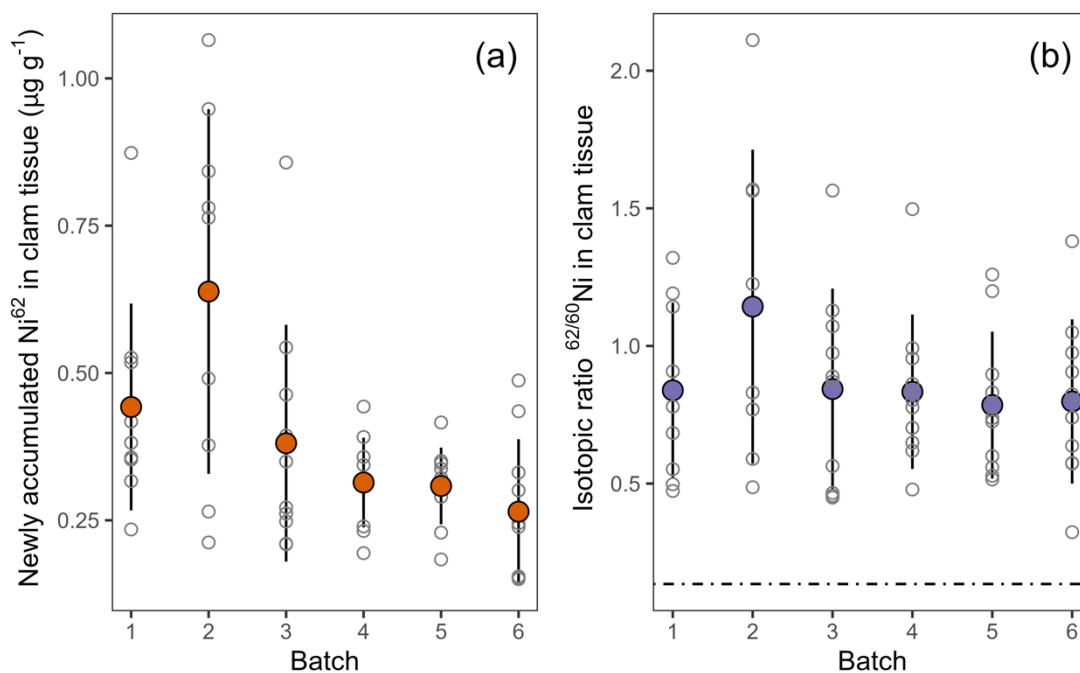 (a)
Newly accumulated Ni⁶² in clam tissue (µg g⁻¹)
1.00
0.75
0.50
0.25
1 2 3 4 5 6
Batch
(b)
Isotopic ratio ⁶²/⁶⁰Ni in clam tissue
2.0
1.5
1.0
0.5
1 2 3 4 5 6
Batch